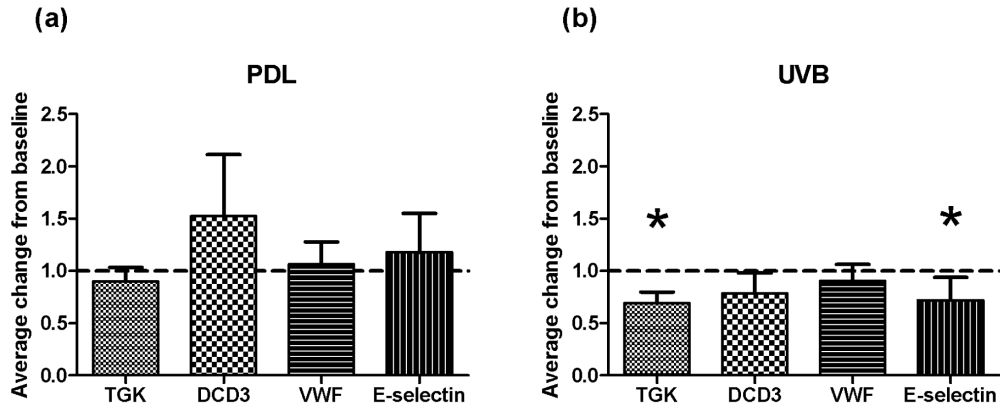 (a)
PDL
Average change from baseline
2.5
2.0
1.5
1.0
0.5
0.0
TGK DCD3 VWF E-selectin
(b)
UVB
Average change from baseline
2.5
2.0
1.5
1.0
0.5
0.0
* *
TGK DCD3 VWF E-selectin